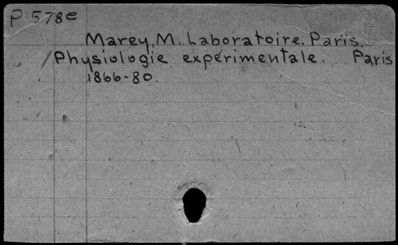 P 578e
Marey, M. Laboratoire. Paris.
Physiologie expérimentale. Paris
1866-80.